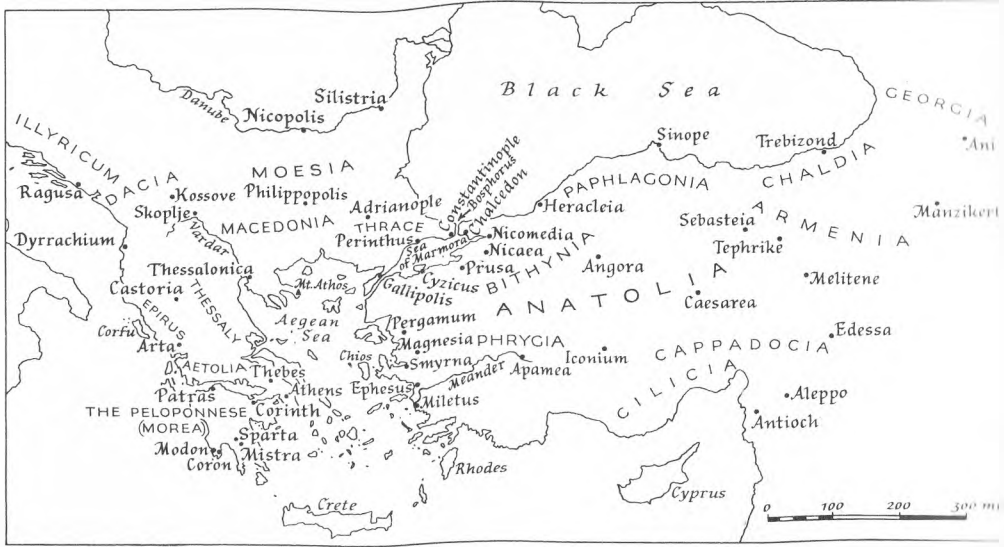 Black Sea
GEORGIA
Ani
Danube
Silistria
Nicopolis
ILLYRICUM
Sinope
Trebizond
CHALDIA
MOESIA
Constantinople
Bosphorus
Chalcedon
DACIA
Ragusa
Kossove
Philippopolis
PAPHLAGONIA
Skoplje
Adrianople
Heracleia
Sebasteia
ARMENIA
Manzikert
MACEDONIA
THRACE
Dyrrachium
Vardar
Perinthus
Sea of Marmora
Nicomedia
Tephrike
Nicaea
BITHYNIA
Thessalonica
Prusa
Angora
Mt. Athos
Gallipolis
Cyzicus
ANATOLIA
Melitene
Castoria
THESSALY
Caesarea
EPIRUS
Aegean Sea
Pergamum
Corfu
Arta
Magnesia
PHRYGIA
Edessa
Chios
Smyrna
Meander
Apamea
Iconium
CAPPADOCIA
AETOLIA
Thebes
Ephesus
CILICIA
Patras
Athens
Miletus
Aleppo
THE PELOPONNESE
(MOREA)
Corinth
Antioch
Sparta
Modon
Coron
Mistra
Rhodes
Cyprus
Crete
0 100 200 300 mi